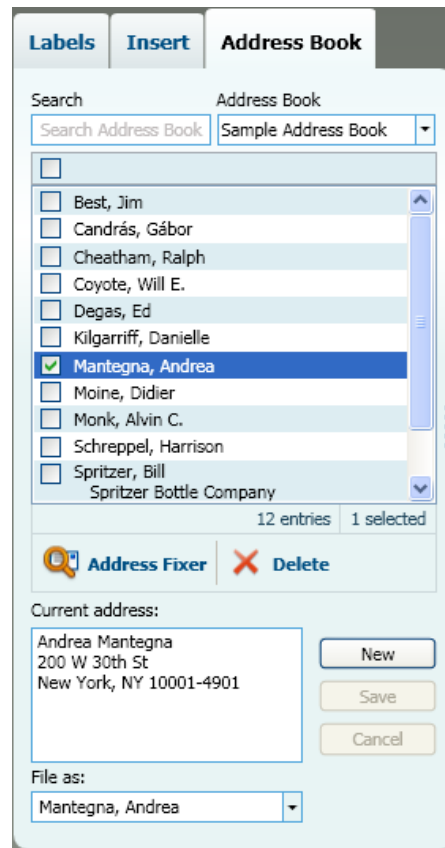 Labels Insert Address Book
Search Address Book
Search Address Book Sample Address Book
Best, Jim
Candrás, Gábor
Cheatham, Ralph
Coyote, Will E.
Degas, Ed
Kilgarriff, Danielle
Mantegna, Andrea
Moine, Didier
Monk, Alvin C.
Schreppel, Harrison
Spritzer, Bill
Spritzer Bottle Company
12 entries 1 selected
Address Fixer Delete
Current address:
Andrea Mantegna
200 W 30th St
New York, NY 10001-4901
New
Save
Cancel
File as:
Mantegna, Andrea